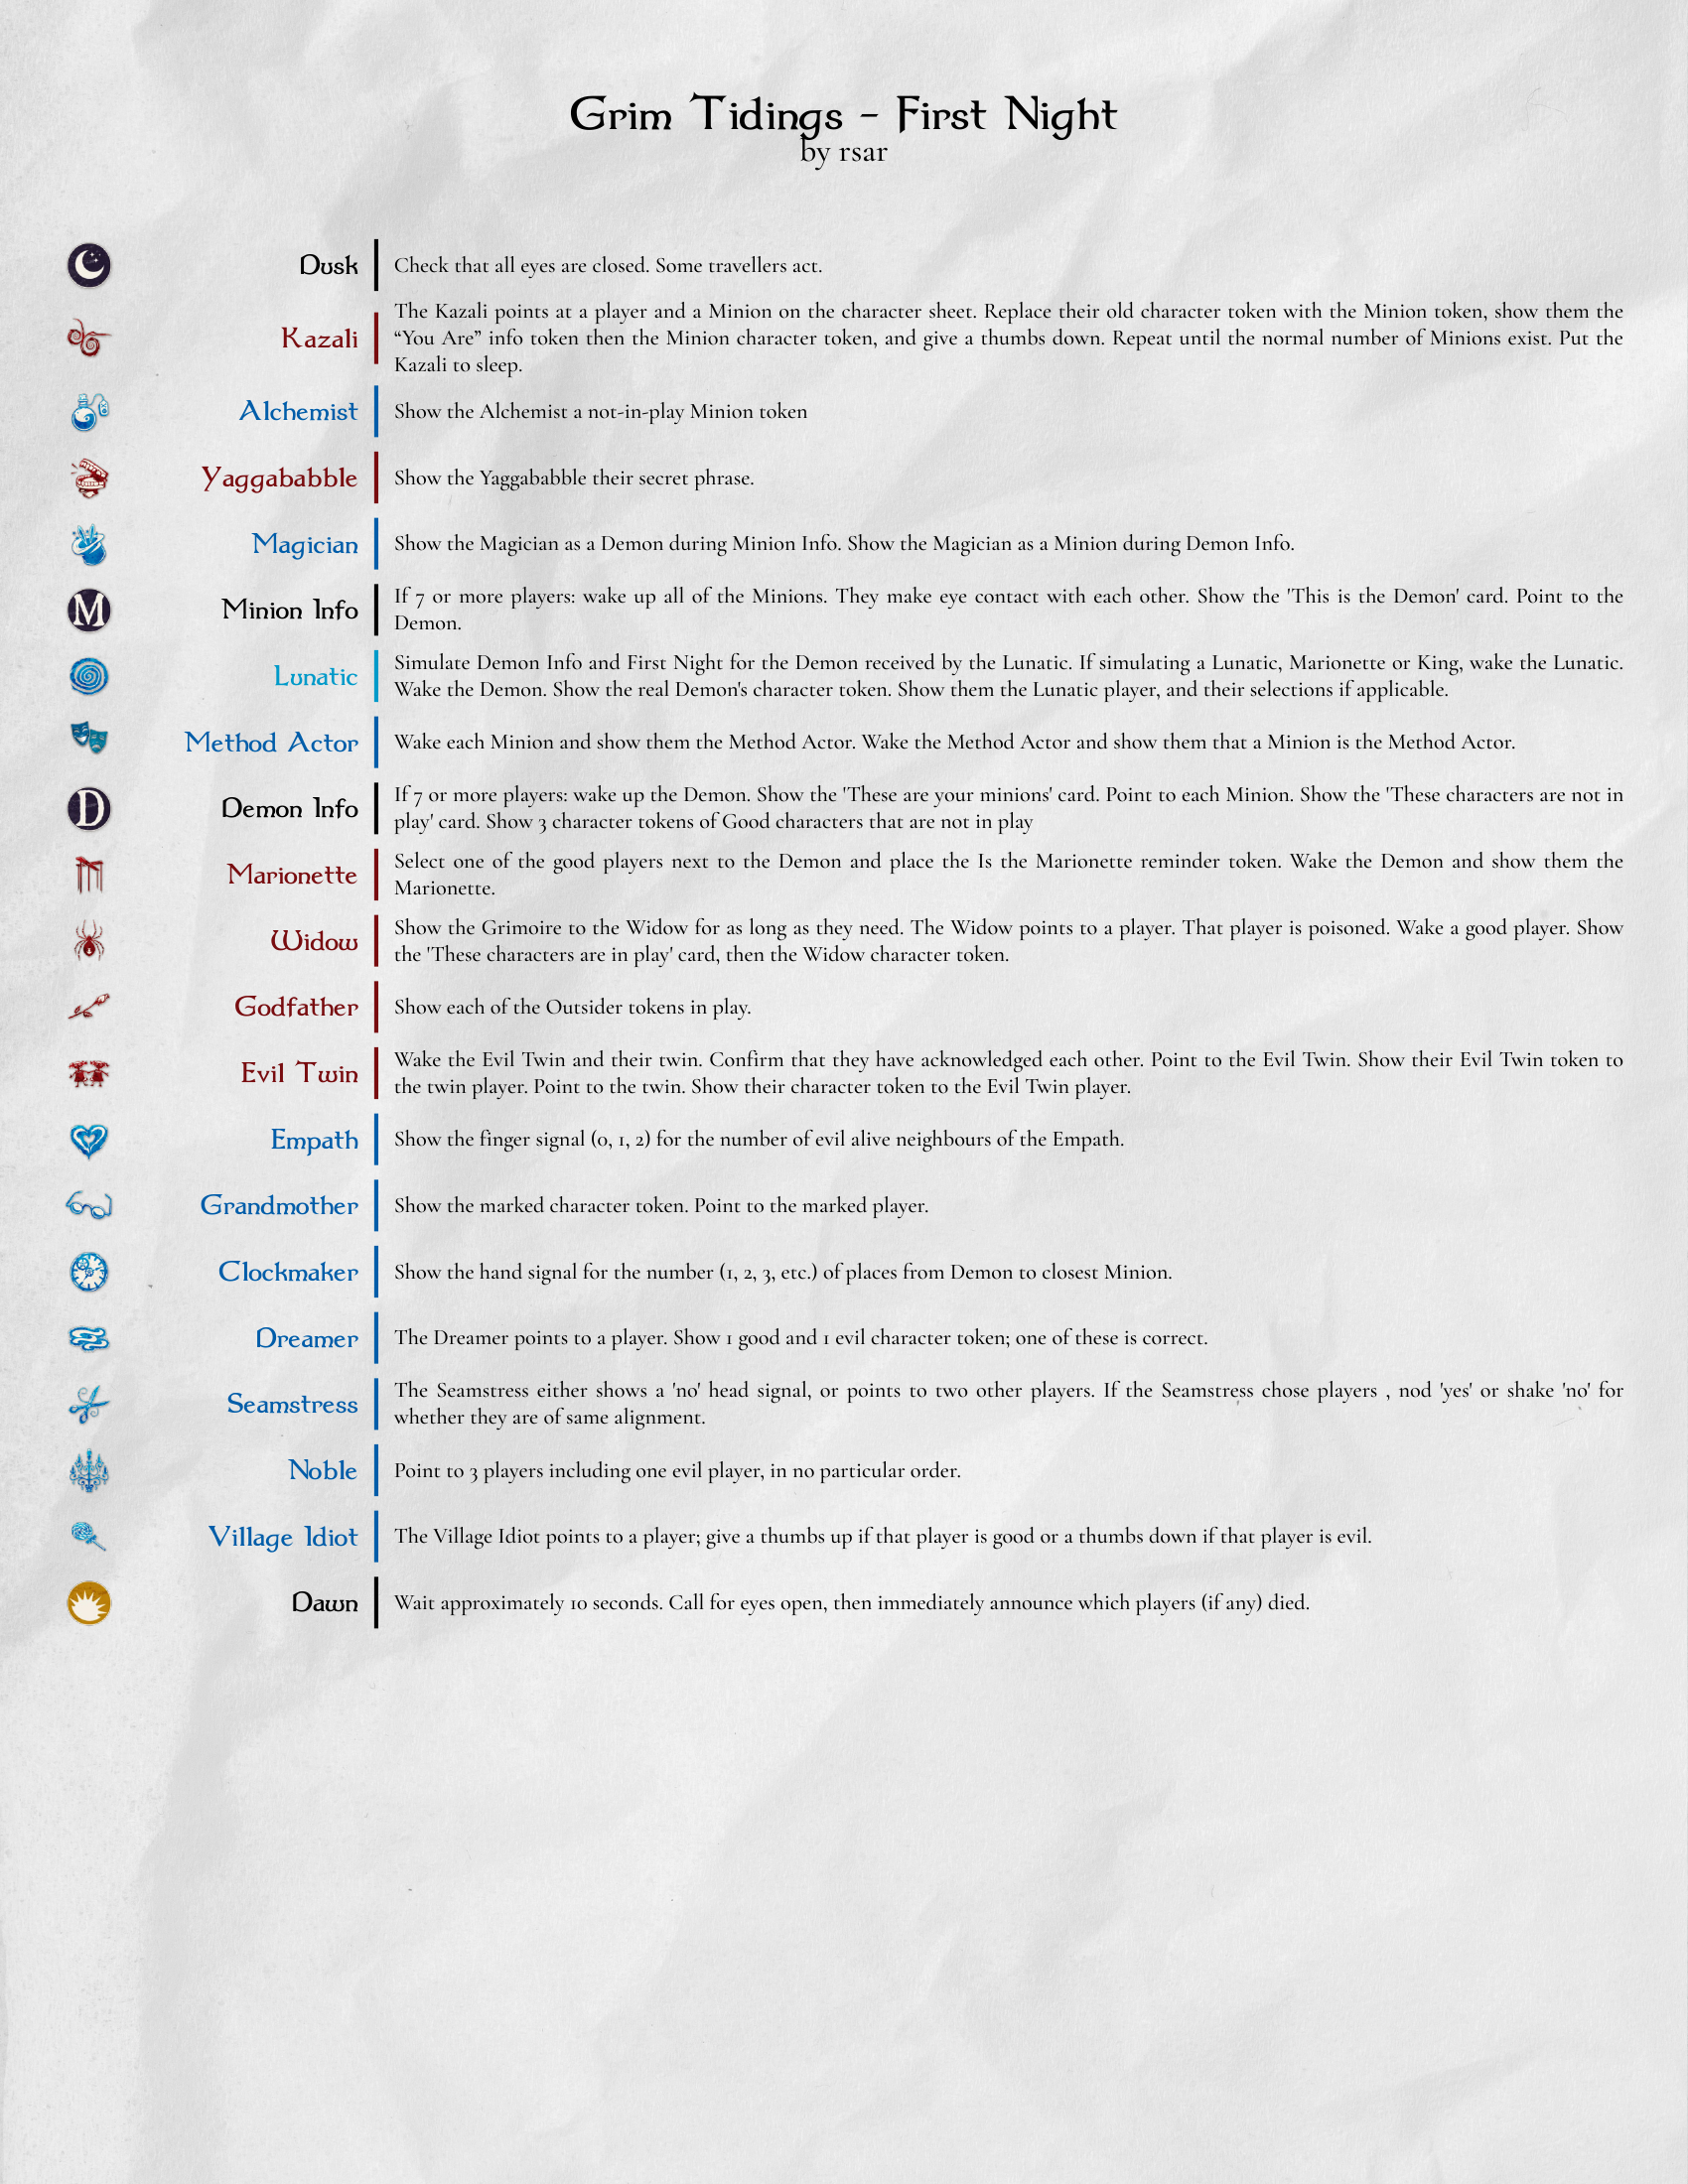 Grim Tidings - First Night
by rsar
Dusk
Check that all eyes are closed. Some travellers act.
Kazali
The Kazali points at a player and a Minion on the character sheet. Replace their old character token with the Minion token, show them the
“You Are” info token then the Minion character token, and give a thumbs down. Repeat until the normal number of Minions exist. Put the
Kazali to sleep.
Alchemist
Show the Alchemist a not-in-play Minion token
Yaggababble
Show the Yaggababble their secret phrase.
Magician
Show the Magician as a Demon during Minion Info. Show the Magician as a Minion during Demon Info.
M
Minion Info
If 7 or more players: wake up all of the Minions. They make eye contact with each other. Show the 'This is the Demon' card. Point to the
Demon.
Lunatic
Simulate Demon Info and First Night for the Demon received by the Lunatic. If simulating a Lunatic, Marionette or King, wake the Lunatic.
Wake the Demon. Show the real Demon's character token. Show them the Lunatic player, and their selections if applicable.
Method Actor
Wake each Minion and show them the Method Actor. Wake the Method Actor and show them that a Minion is the Method Actor.
D
Demon Info
If 7 or more players: wake up the Demon. Show the 'These are your minions' card. Point to each Minion. Show the 'These characters are not in
play' card. Show 3 character tokens of Good characters that are not in play
Marionette
Select one of the good players next to the Demon and place the Is the Marionette reminder token. Wake the Demon and show them the
Marionette.
Widow
Show the Grimoire to the Widow for as long as they need. The Widow points to a player. That player is poisoned. Wake a good player. Show
the 'These characters are in play' card, then the Widow character token.
Godfather
Show each of the Outsider tokens in play.
Evil Twin
Wake the Evil Twin and their twin. Confirm that they have acknowledged each other. Point to the Evil Twin. Show their Evil Twin token to
the twin player. Point to the twin. Show their character token to the Evil Twin player.
Empath
Show the finger signal (0, 1, 2) for the number of evil alive neighbours of the Empath.
Grandmother
Show the marked character token. Point to the marked player.
Clockmaker
Show the hand signal for the number (1, 2, 3, etc.) of places from Demon to closest Minion.
Dreamer
The Dreamer points to a player. Show 1 good and 1 evil character token; one of these is correct.
Seamstress
The Seamstress either shows a 'no' head signal, or points to two other players. If the Seamstress chose players , nod 'yes' or shake 'no' for
whether they are of same alignment.
Noble
Point to 3 players including one evil player, in no particular order.
Village Idiot
The Village Idiot points to a player; give a thumbs up if that player is good or a thumbs down if that player is evil.
Dawn
Wait approximately 10 seconds. Call for eyes open, then immediately announce which players (if any) died.